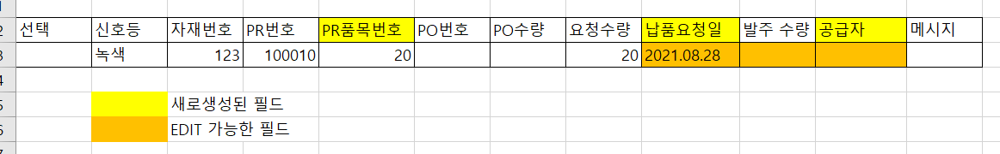 선택 신호등 자재번호 PR번호 PR품목번호 PO번호 PO수량 요청수량 납품요청일 발주 수량 공급자 메시지
녹색 123 100010 20 20 2021.08.28
새로생성된 필드
EDIT 가능한 필드